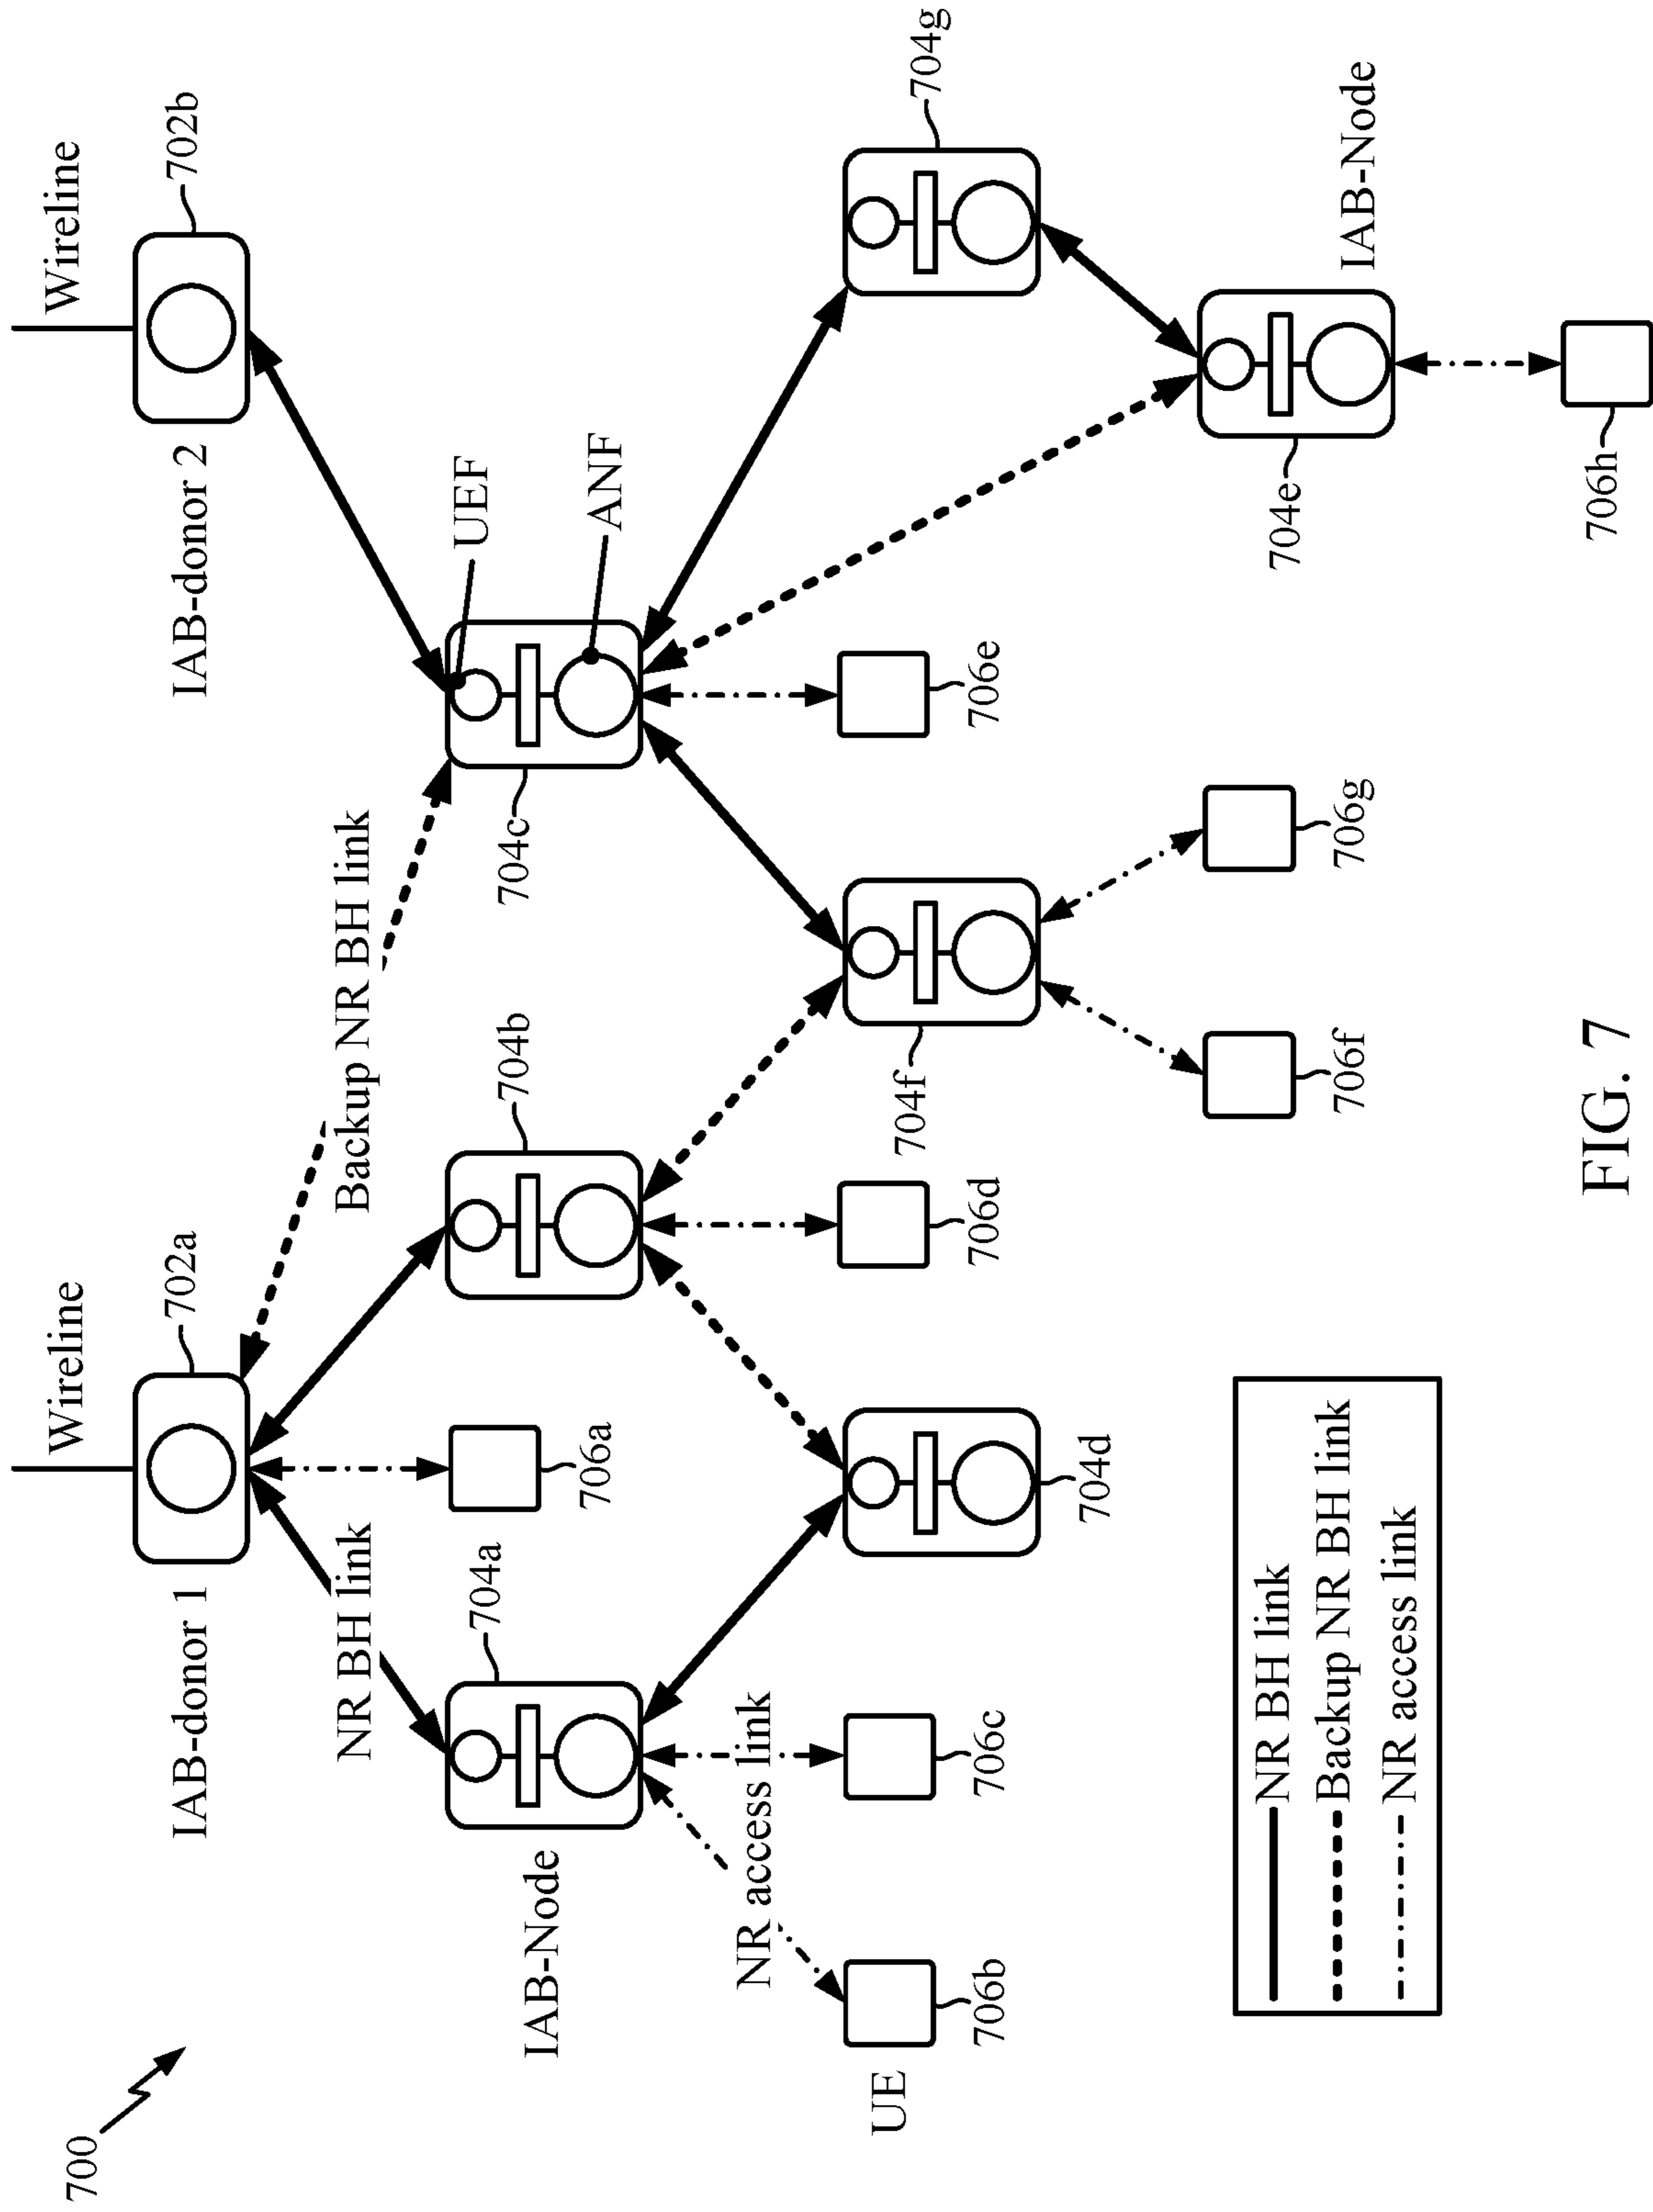 700
Wireline
Wireline
702a
702b
IAB-donor 1
IAB-donor 2
NR BH link
Backup NR BH link
706a
UEF
ANF
704a
704b
704c
IAB-Node
NR access link
UE
706b
706c
704d
706d
704f
706e
704g
706f
706g
704e
IAB-Node
706h
NR BH link
Backup NR BH link
NR access link
FIG. 7